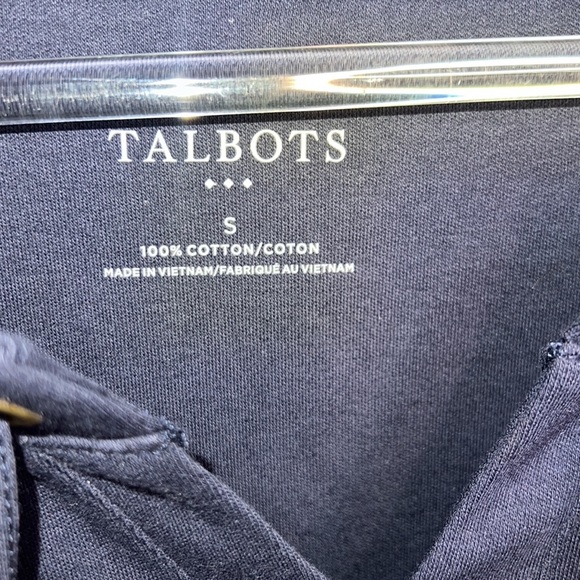 TALBOTS
S
100% COTTON/COTON
MADE IN VIETNAM/FABRIQUÉ AU VIETNAM